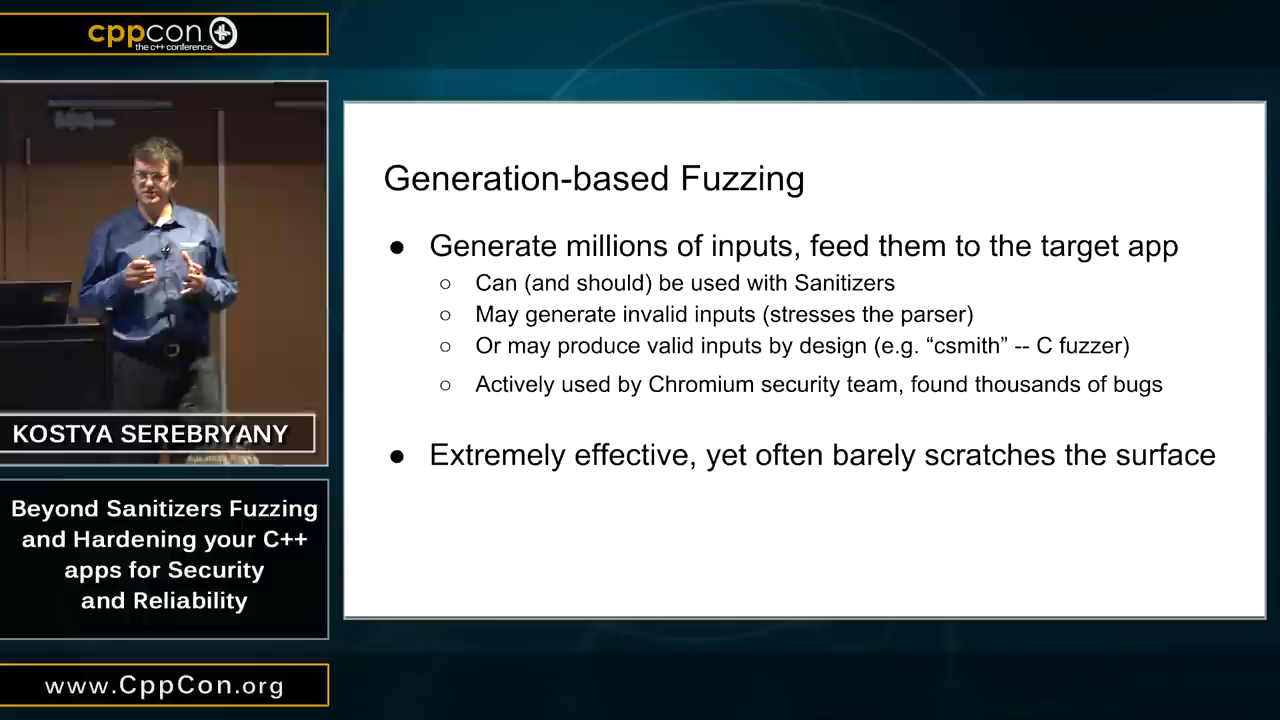 cppcon
the c++ conference
KOSTYA SEREBRYANY
Beyond Sanitizers Fuzzing
and Hardening your C++
apps for Security
and Reliability
www.CppCon.org
Generation-based Fuzzing
● Generate millions of inputs, feed them to the target app
○ Can (and should) be used with Sanitizers
○ May generate invalid inputs (stresses the parser)
○ Or may produce valid inputs by design (e.g. “csmith” -- C fuzzer)
○ Actively used by Chromium security team, found thousands of bugs
● Extremely effective, yet often barely scratches the surface